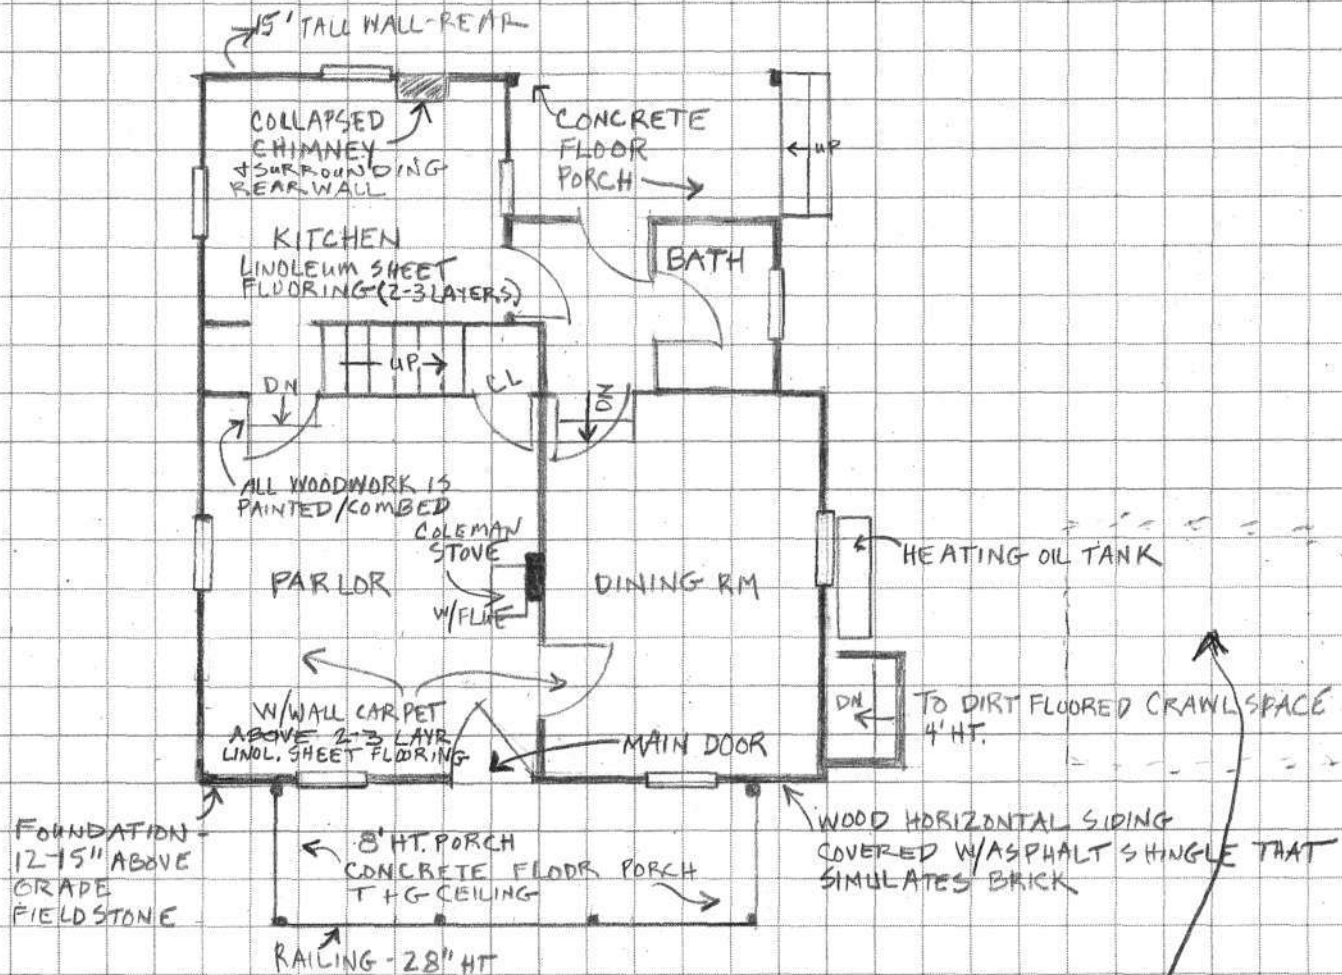 15' TALL WALL-REAR
COLLAPSED
CHIMNEY
+ SURROUNDING
REAR WALL
CONCRETE
FLOOR
PORCH
UP
KITCHEN
LINOLEUM SHEET
FLOORING (2-3 LAYERS)
BATH
UP
CL
DN
DN
ALL WOODWORK IS
PAINTED/COMBED
COLEMAN
STOVE
W/FLUE
PARLOR
DINING RM
HEATING OIL TANK
W/WALL CARPET
ABOVE 2-3 LAYR
LINOL. SHEET FLOORING
MAIN DOOR
DN
TO DIRT FLOORED CRAWL SPACE
4' HT.
FOUNDATION -
12-15" ABOVE
GRADE
FIELDSTONE
8' HT. PORCH
CONCRETE FLOOR PORCH
T+G CEILING
WOOD HORIZONTAL SIDING
COVERED W/ASPHALT SHINGLE THAT
SIMULATES BRICK
RAILING - 28" HT